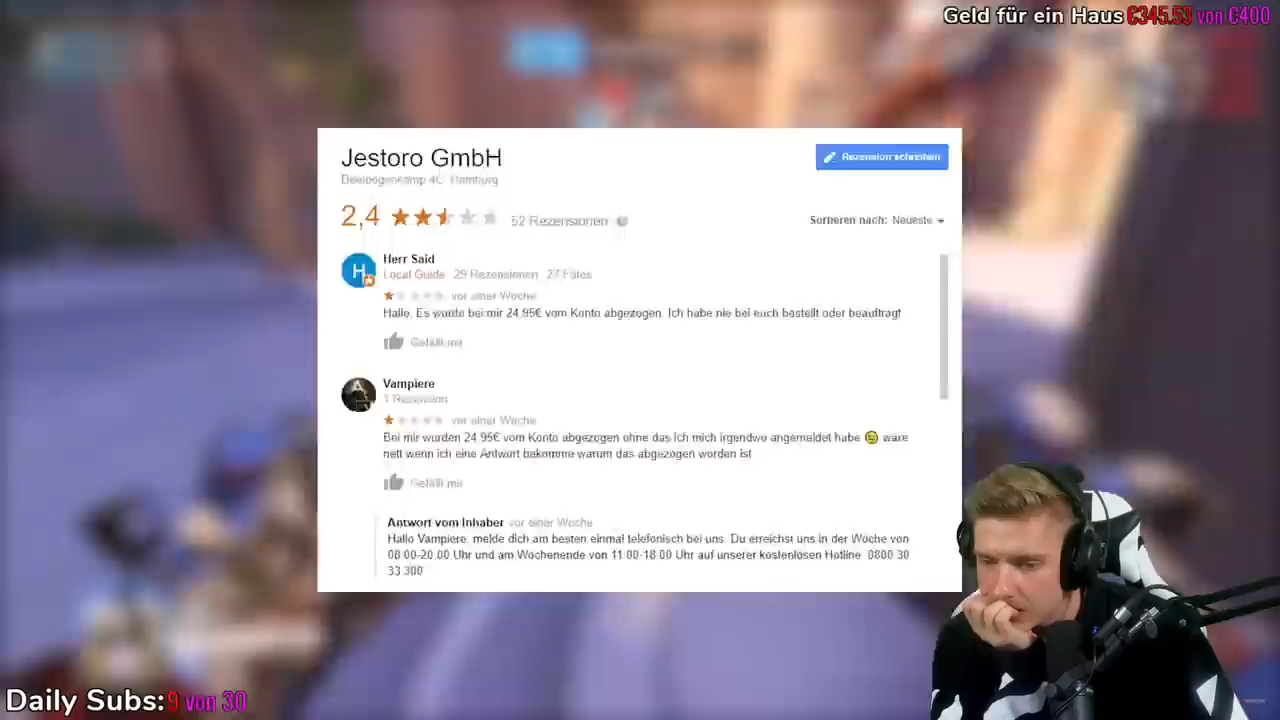 Geld für ein Haus €345.53 von €400
Jestoro GmbH
Rezension schreiben
Deelbögenkamp 4C Hamburg
2,4
52 Rezensionen
Sortieren nach: Neueste
H
Herr Said
Local Guide 29 Rezensionen 27 Fotos
vor einer Woche
Hallo. Es wurde bei mir 24,95€ vom Konto abgezogen. Ich habe nie bei euch bestellt oder beauftragt
Gefällt mir
Vampiere
1 Rezension
vor einer Woche
Bei mir wurden 24,95€ vom Konto abgezogen ohne das Ich mich irgendwo angemeldet habe 😉 wäre
nett wenn ich eine Antwort bekomme warum das abgezogen worden ist
Gefällt mir
Antwort vom Inhaber vor einer Woche
Hallo Vampiere, melde dich am besten einmal telefonisch bei uns. Du erreichst uns in der Woche von
08.00-20.00 Uhr und am Wochenende von 11.00-18.00 Uhr auf unserer kostenlosen Hotline 0800 30
33 300
Daily Subs: 9 von 30